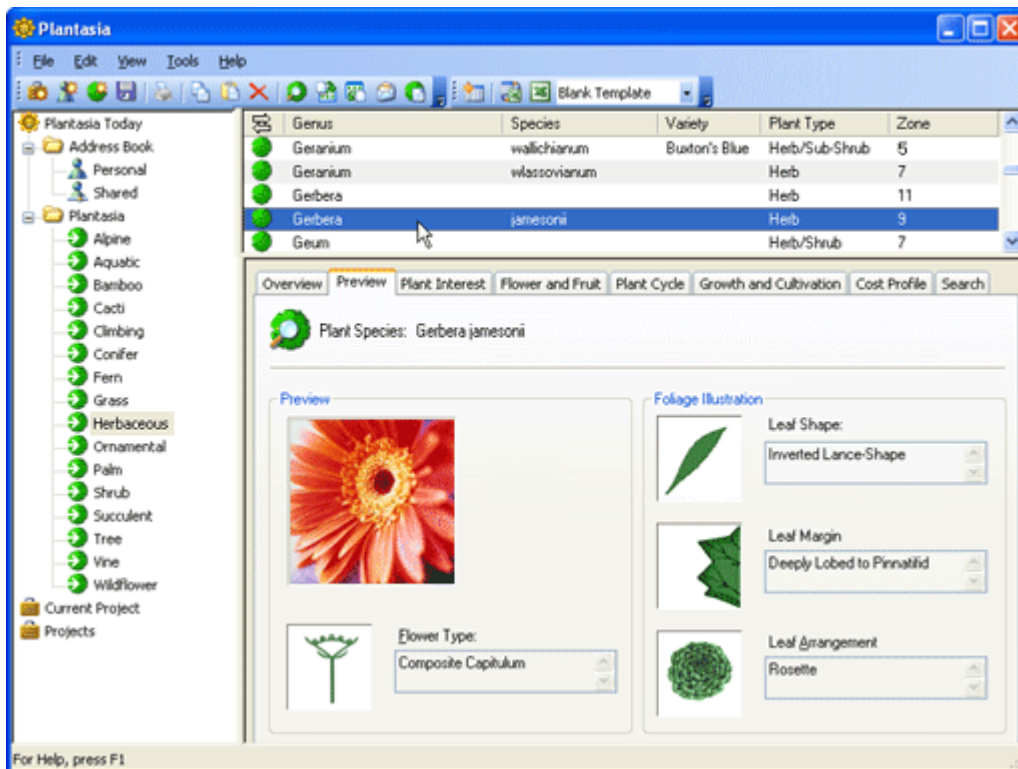 Plantasia
File Edit View Tools Help
Blank Template
Plantasia Today
Address Book
Personal
Shared
Plantasia
Alpine
Aquatic
Bamboo
Cacti
Climbing
Conifer
Fern
Grass
Herbaceous
Ornamental
Palm
Shrub
Succulent
Tree
Vine
Wildflower
Current Project
Projects
Genus Species Variety Plant Type Zone
Geranium wallichianum Buxton's Blue Herb/Sub-Shrub 5
Geranium wlassovianum Herb 7
Gerbera Herb 11
Gerbera jamesonii Herb 9
Geum Herb/Shrub 7
Overview Preview Plant Interest Flower and Fruit Plant Cycle Growth and Cultivation Cost Profile Search
Plant Species: Gerbera jamesonii
Preview
Flower Type:
Composite Capitulum
Foliage Illustration
Leaf Shape:
Inverted Lance-Shape
Leaf Margin
Deeply Lobed to Pinnatifid
Leaf Arrangement
Rosette
For Help, press F1